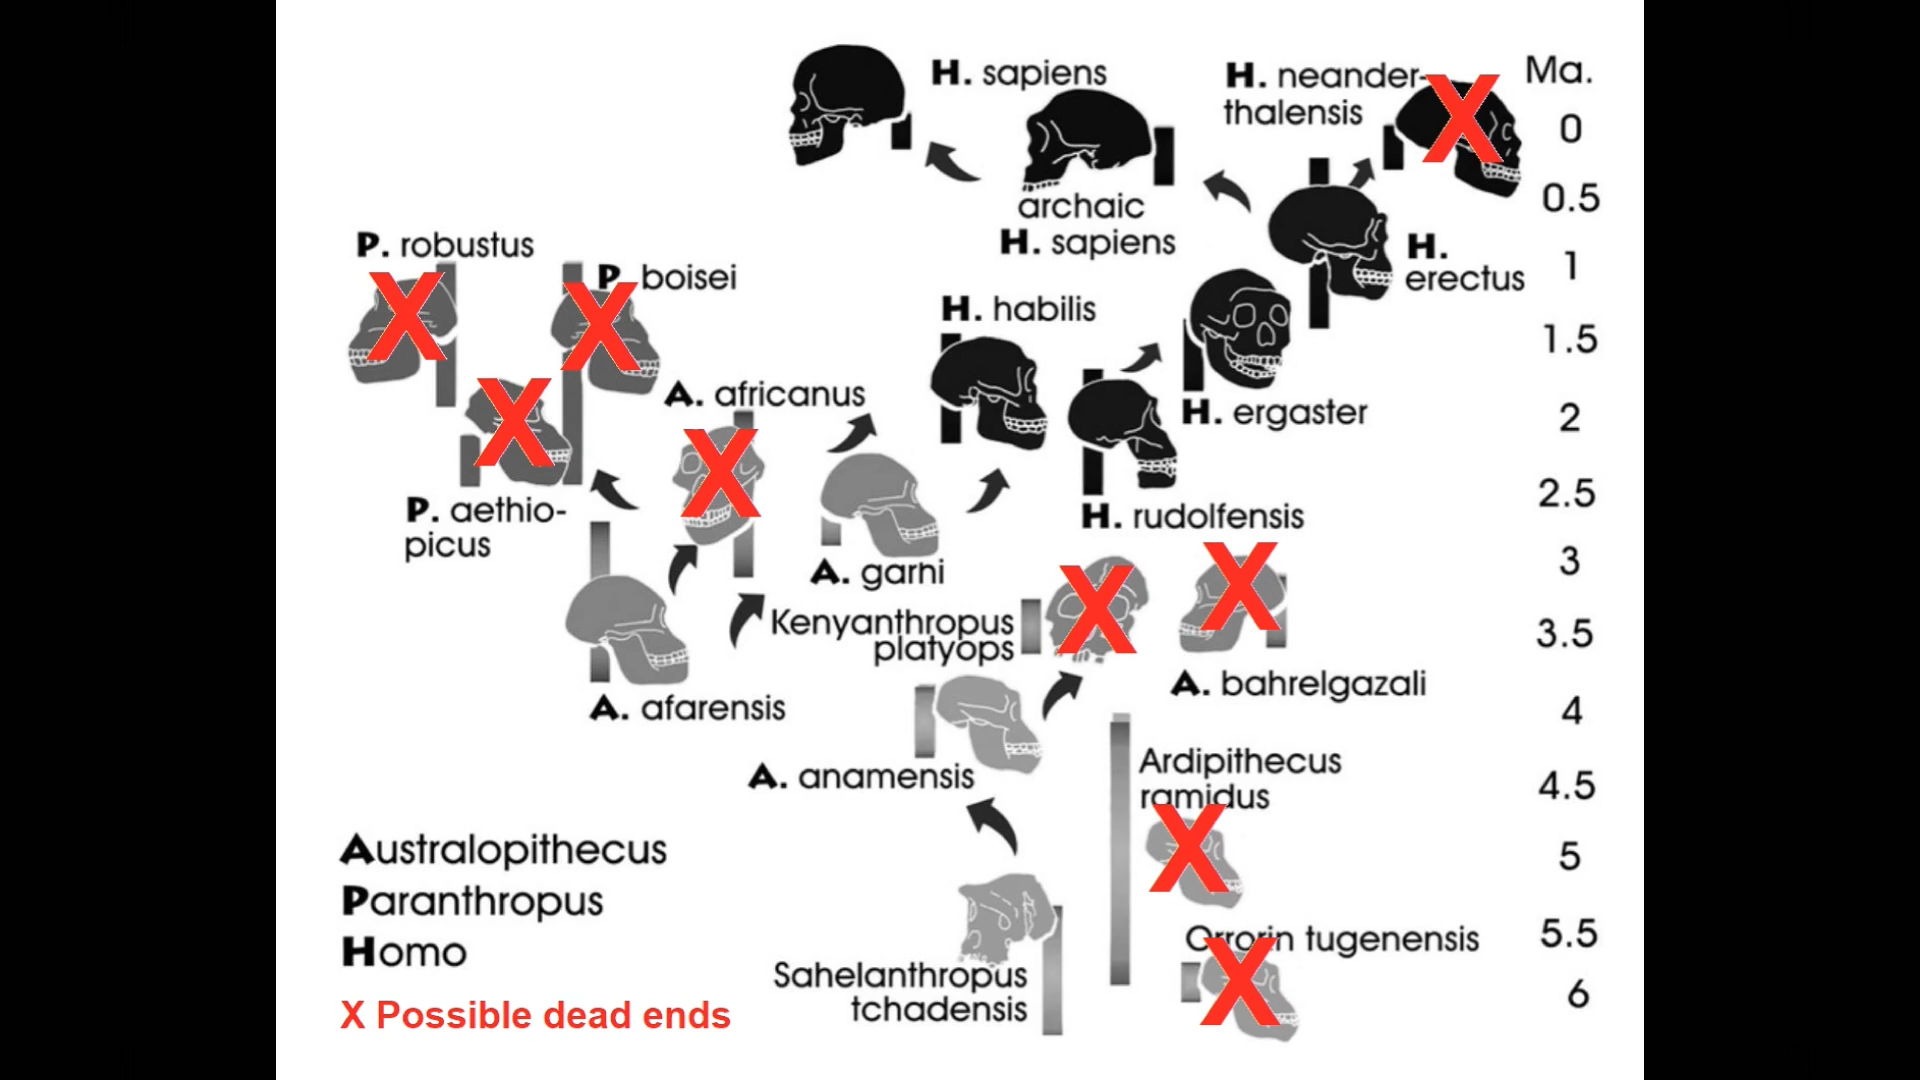 H. sapiens
H. neander-
thalensis
Ma.
0
0.5
archaic
H. sapiens
P. robustus
P. boisei
H.
erectus
1
H. habilis
1.5
A. africanus
H. ergaster
2
2.5
P. aethio-
picus
H. rudolfensis
3
A. garhi
Kenyanthropus
platyops
3.5
A. bahrelgazali
A. afarensis
4
Ardipithecus
ramidus
A. anamensis
4.5
Australopithecus
5
Paranthropus
Homo
Orrorin tugenensis
5.5
Sahelanthropus
tchadensis
6
X Possible dead ends